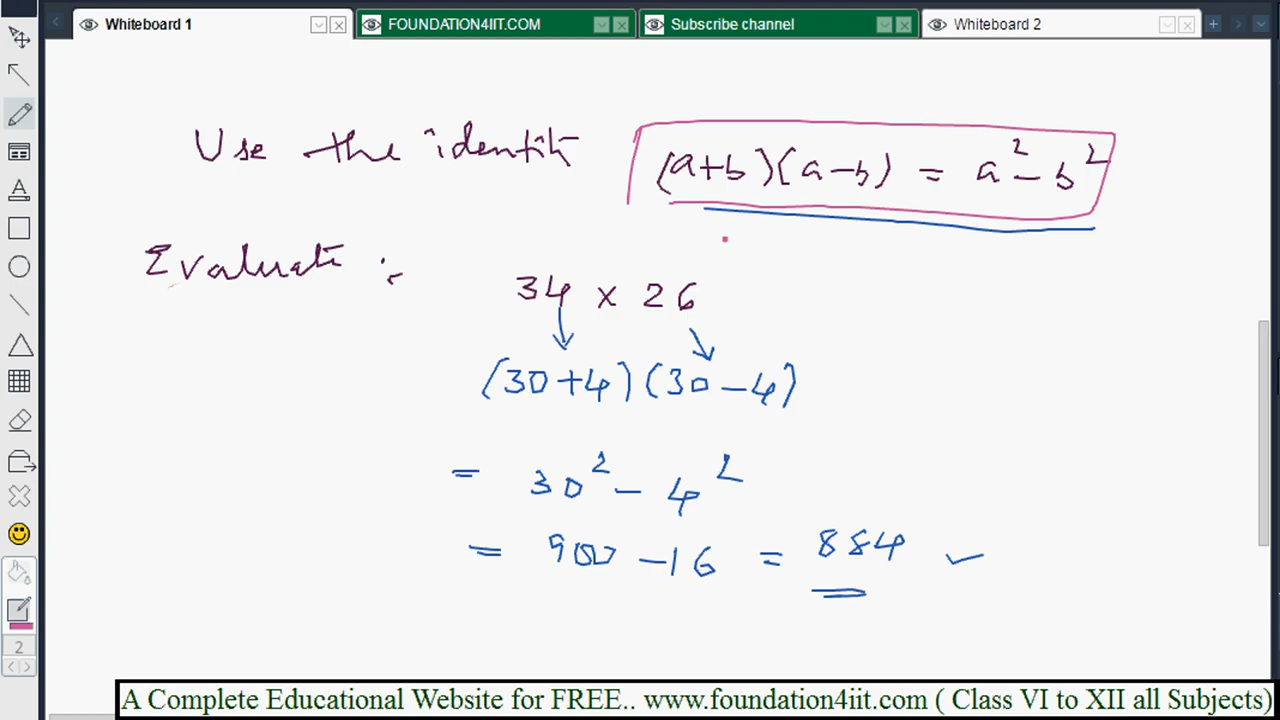 Whiteboard 1 FOUNDATION4IIT.COM Subscribe channel Whiteboard 2
Use the identity (a+b)(a-b) = a² - b²
Evaluate :
34 x 26
(30+4)(30-4)
= 30² - 4²
= 900 - 16 = 884 ✓
2
A Complete Educational Website for FREE.. www.foundation4iit.com ( Class VI to XII all Subjects)